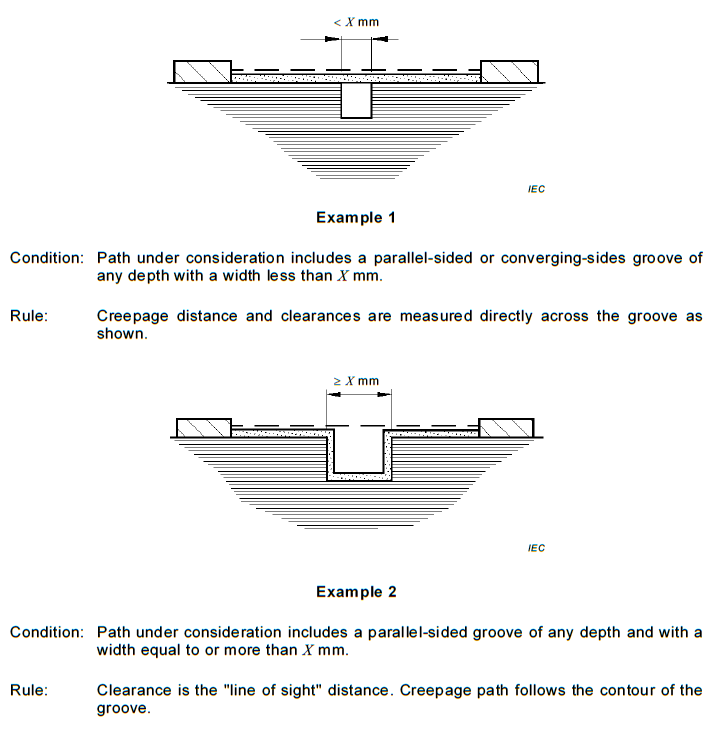 < X mm
IEC
Example 1
Condition: Path under consideration includes a parallel-sided or converging-sides groove of
any depth with a width less than X mm.
Rule: Creepage distance and clearances are measured directly across the groove as
shown.
≥ X mm
IEC
Example 2
Condition: Path under consideration includes a parallel-sided groove of any depth and with a
width equal to or more than X mm.
Rule: Clearance is the "line of sight" distance. Creepage path follows the contour of the
groove.